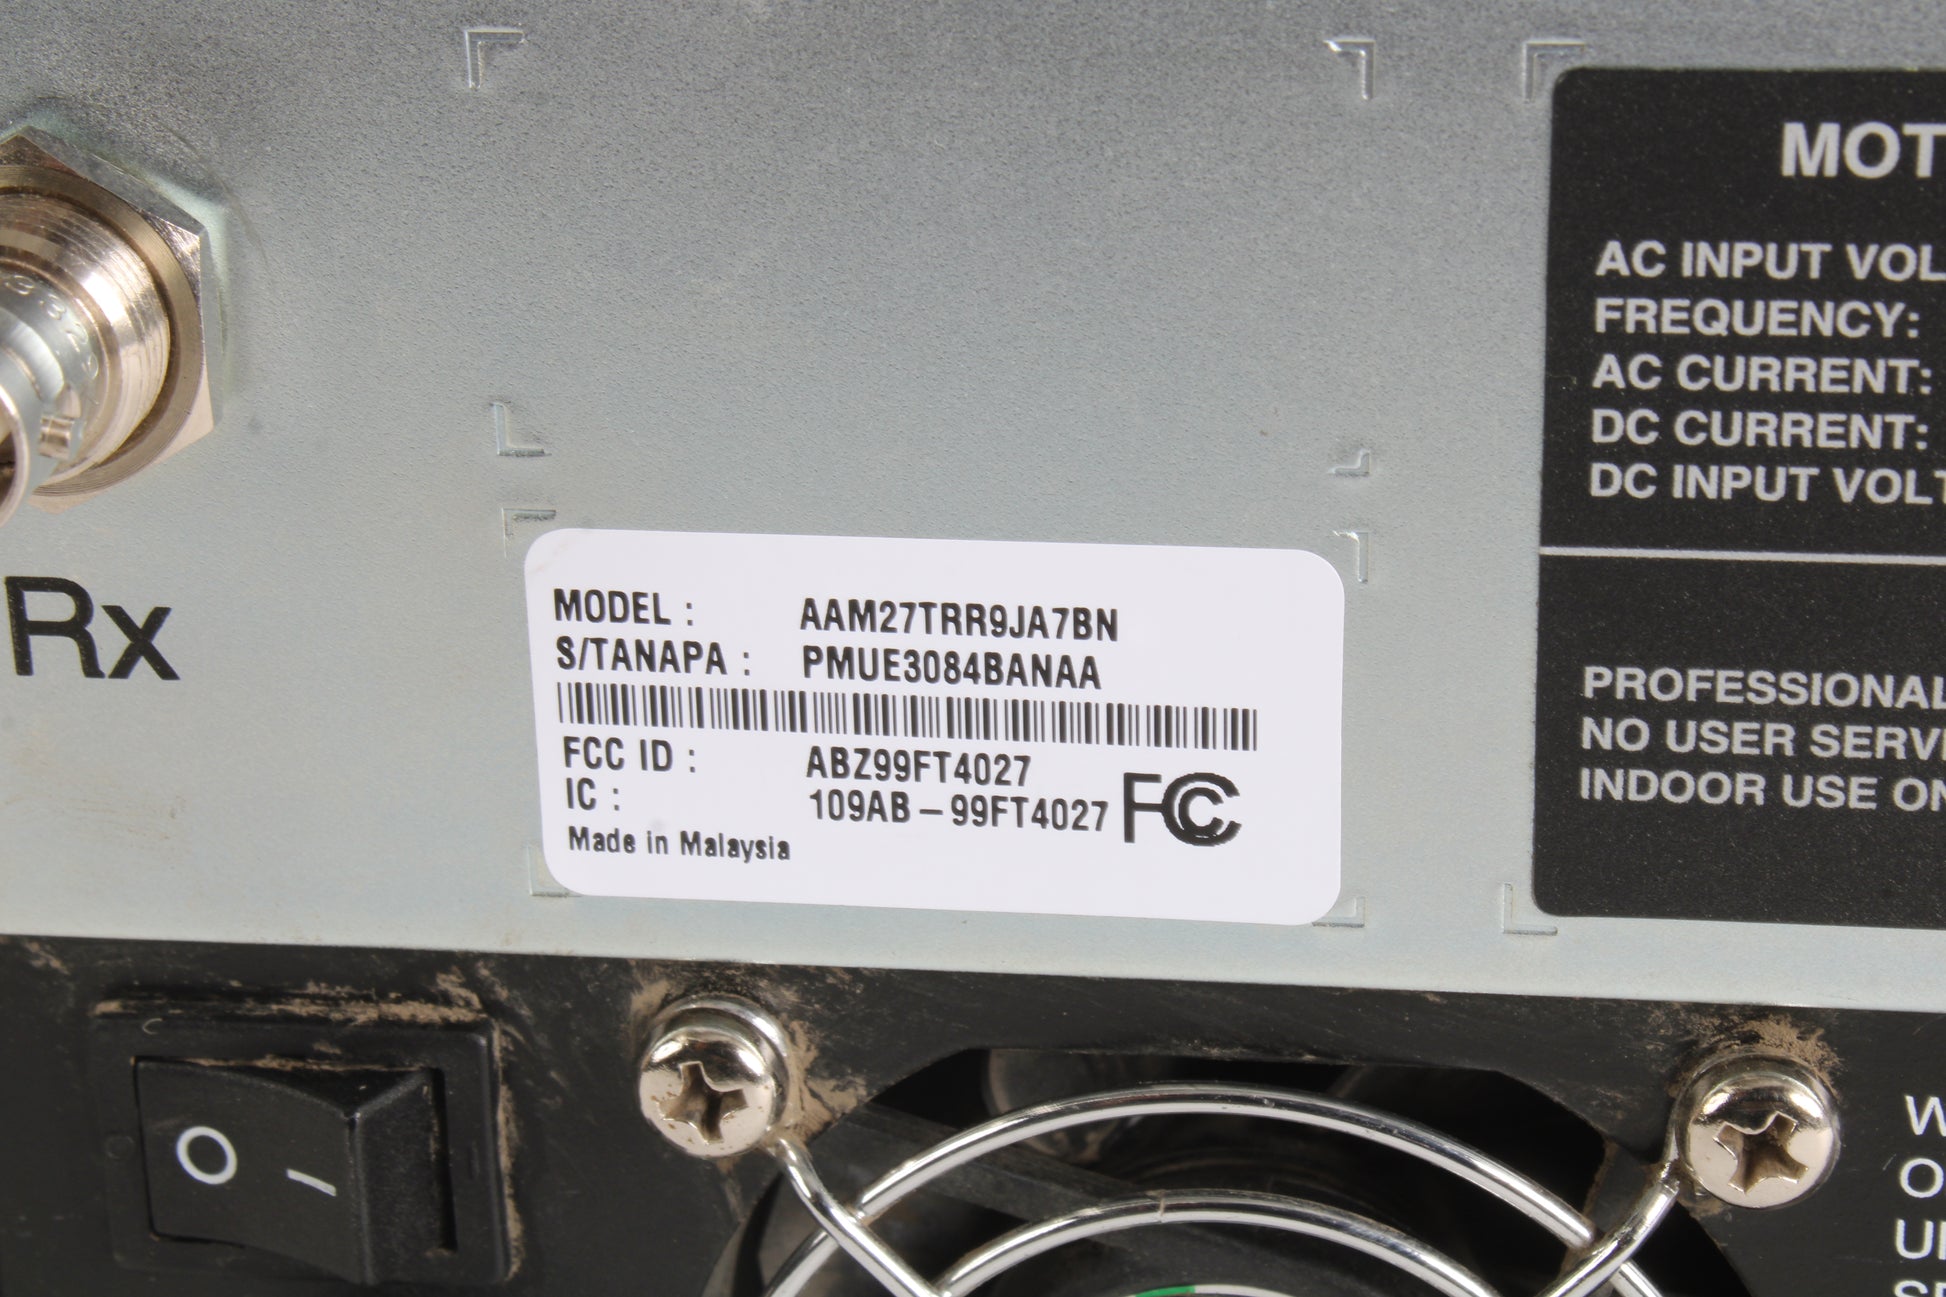 MOT
AC INPUT VOL
FREQUENCY:
AC CURRENT:
DC CURRENT:
DC INPUT VOLT
Rx
MODEL : AAM27TRR9JA7BN
S/TANAPA : PMUE3084BANAA
FCC ID : ABZ99FT4027
IC : 109AB-99FT4027
FC
Made in Malaysia
PROFESSIONAL
NO USER SERVI
INDOOR USE ON
O –
W
O